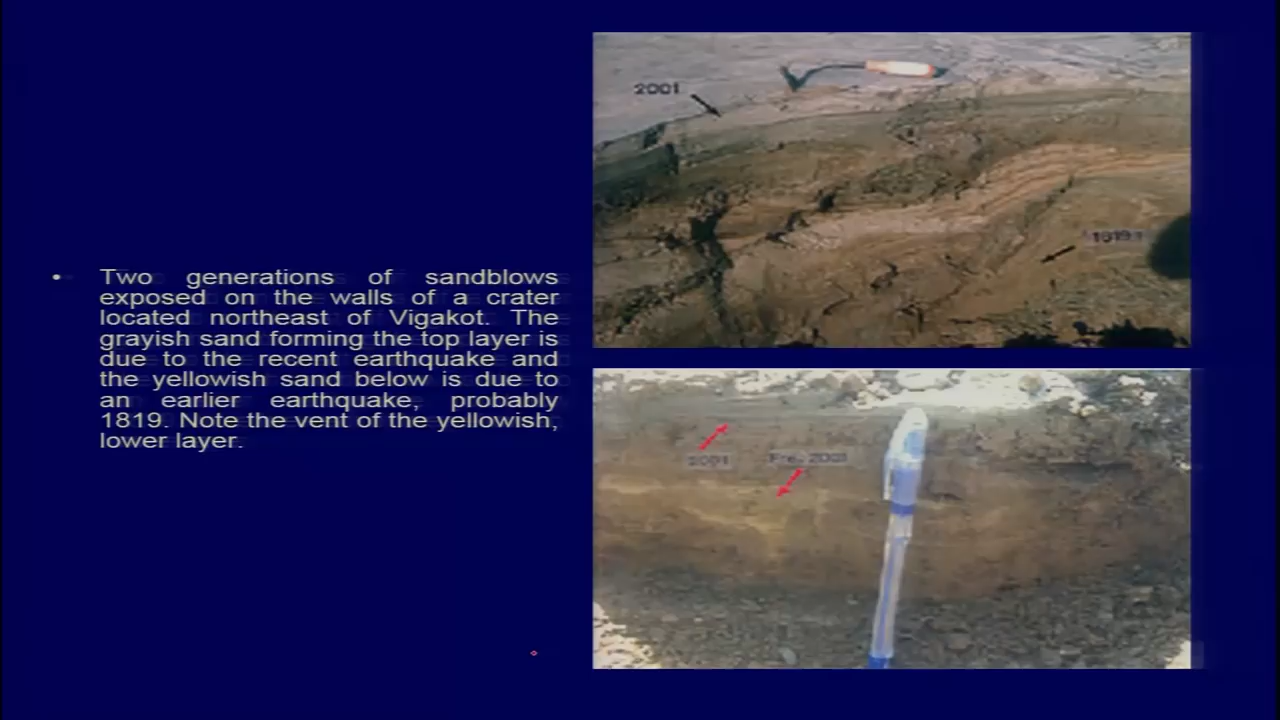 • Two generations of sandblows
exposed on the walls of a crater
located northeast of Vigakot. The
grayish sand forming the top layer is
due to the recent earthquake and
the yellowish sand below is due to
an earlier earthquake, probably
1819. Note the vent of the yellowish,
lower layer.
2001
1819?
2001
Pre. 2001